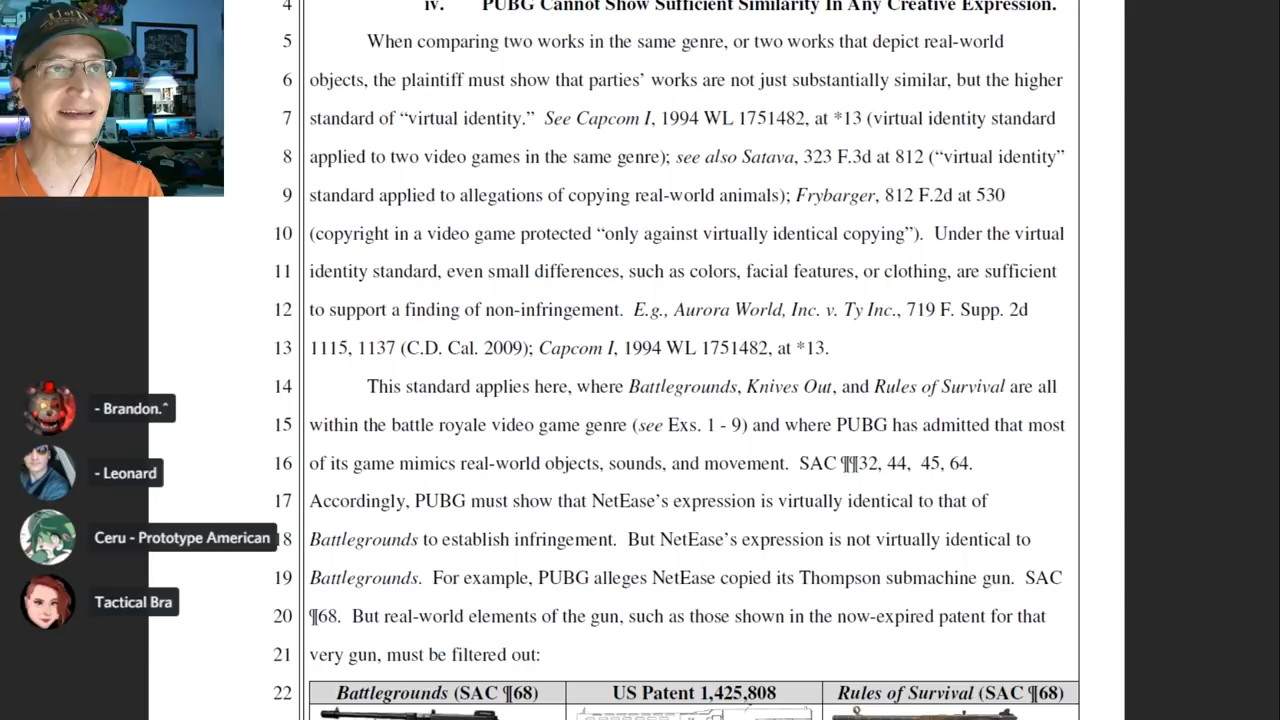 4 iv. PUBG Cannot Show Sufficient Similarity In Any Creative Expression.
5 When comparing two works in the same genre, or two works that depict real-world
6 objects, the plaintiff must show that parties’ works are not just substantially similar, but the higher
7 standard of “virtual identity.” See Capcom I, 1994 WL 1751482, at *13 (virtual identity standard
8 applied to two video games in the same genre); see also Satava, 323 F.3d at 812 (“virtual identity”
9 standard applied to allegations of copying real-world animals); Frybarger, 812 F.2d at 530
10 (copyright in a video game protected “only against virtually identical copying”). Under the virtual
11 identity standard, even small differences, such as colors, facial features, or clothing, are sufficient
12 to support a finding of non-infringement. E.g., Aurora World, Inc. v. Ty Inc., 719 F. Supp. 2d
13 1115, 1137 (C.D. Cal. 2009); Capcom I, 1994 WL 1751482, at *13.
14 This standard applies here, where Battlegrounds, Knives Out, and Rules of Survival are all
15 within the battle royale video game genre (see Exs. 1 - 9) and where PUBG has admitted that most
16 of its game mimics real-world objects, sounds, and movement. SAC ¶¶32, 44, 45, 64.
17 Accordingly, PUBG must show that NetEase’s expression is virtually identical to that of
18 Battlegrounds to establish infringement. But NetEase’s expression is not virtually identical to
19 Battlegrounds. For example, PUBG alleges NetEase copied its Thompson submachine gun. SAC
20 ¶68. But real-world elements of the gun, such as those shown in the now-expired patent for that
21 very gun, must be filtered out:
22 Battlegrounds (SAC ¶68) US Patent 1,425,808 Rules of Survival (SAC ¶68)
- Brandon.^
- Leonard
Ceru - Prototype American
Tactical Bra